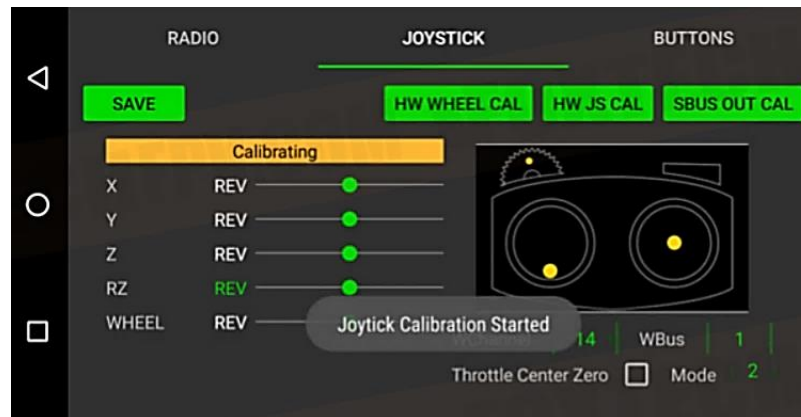 RADIO JOYSTICK BUTTONS
SAVE HW WHEEL CAL HW JS CAL SBUS OUT CAL
Calibrating
X REV
Y REV
Z REV
RZ REV
WHEEL REV
Joytick Calibration Started
14 WBus 1
Throttle Center Zero Mode 2